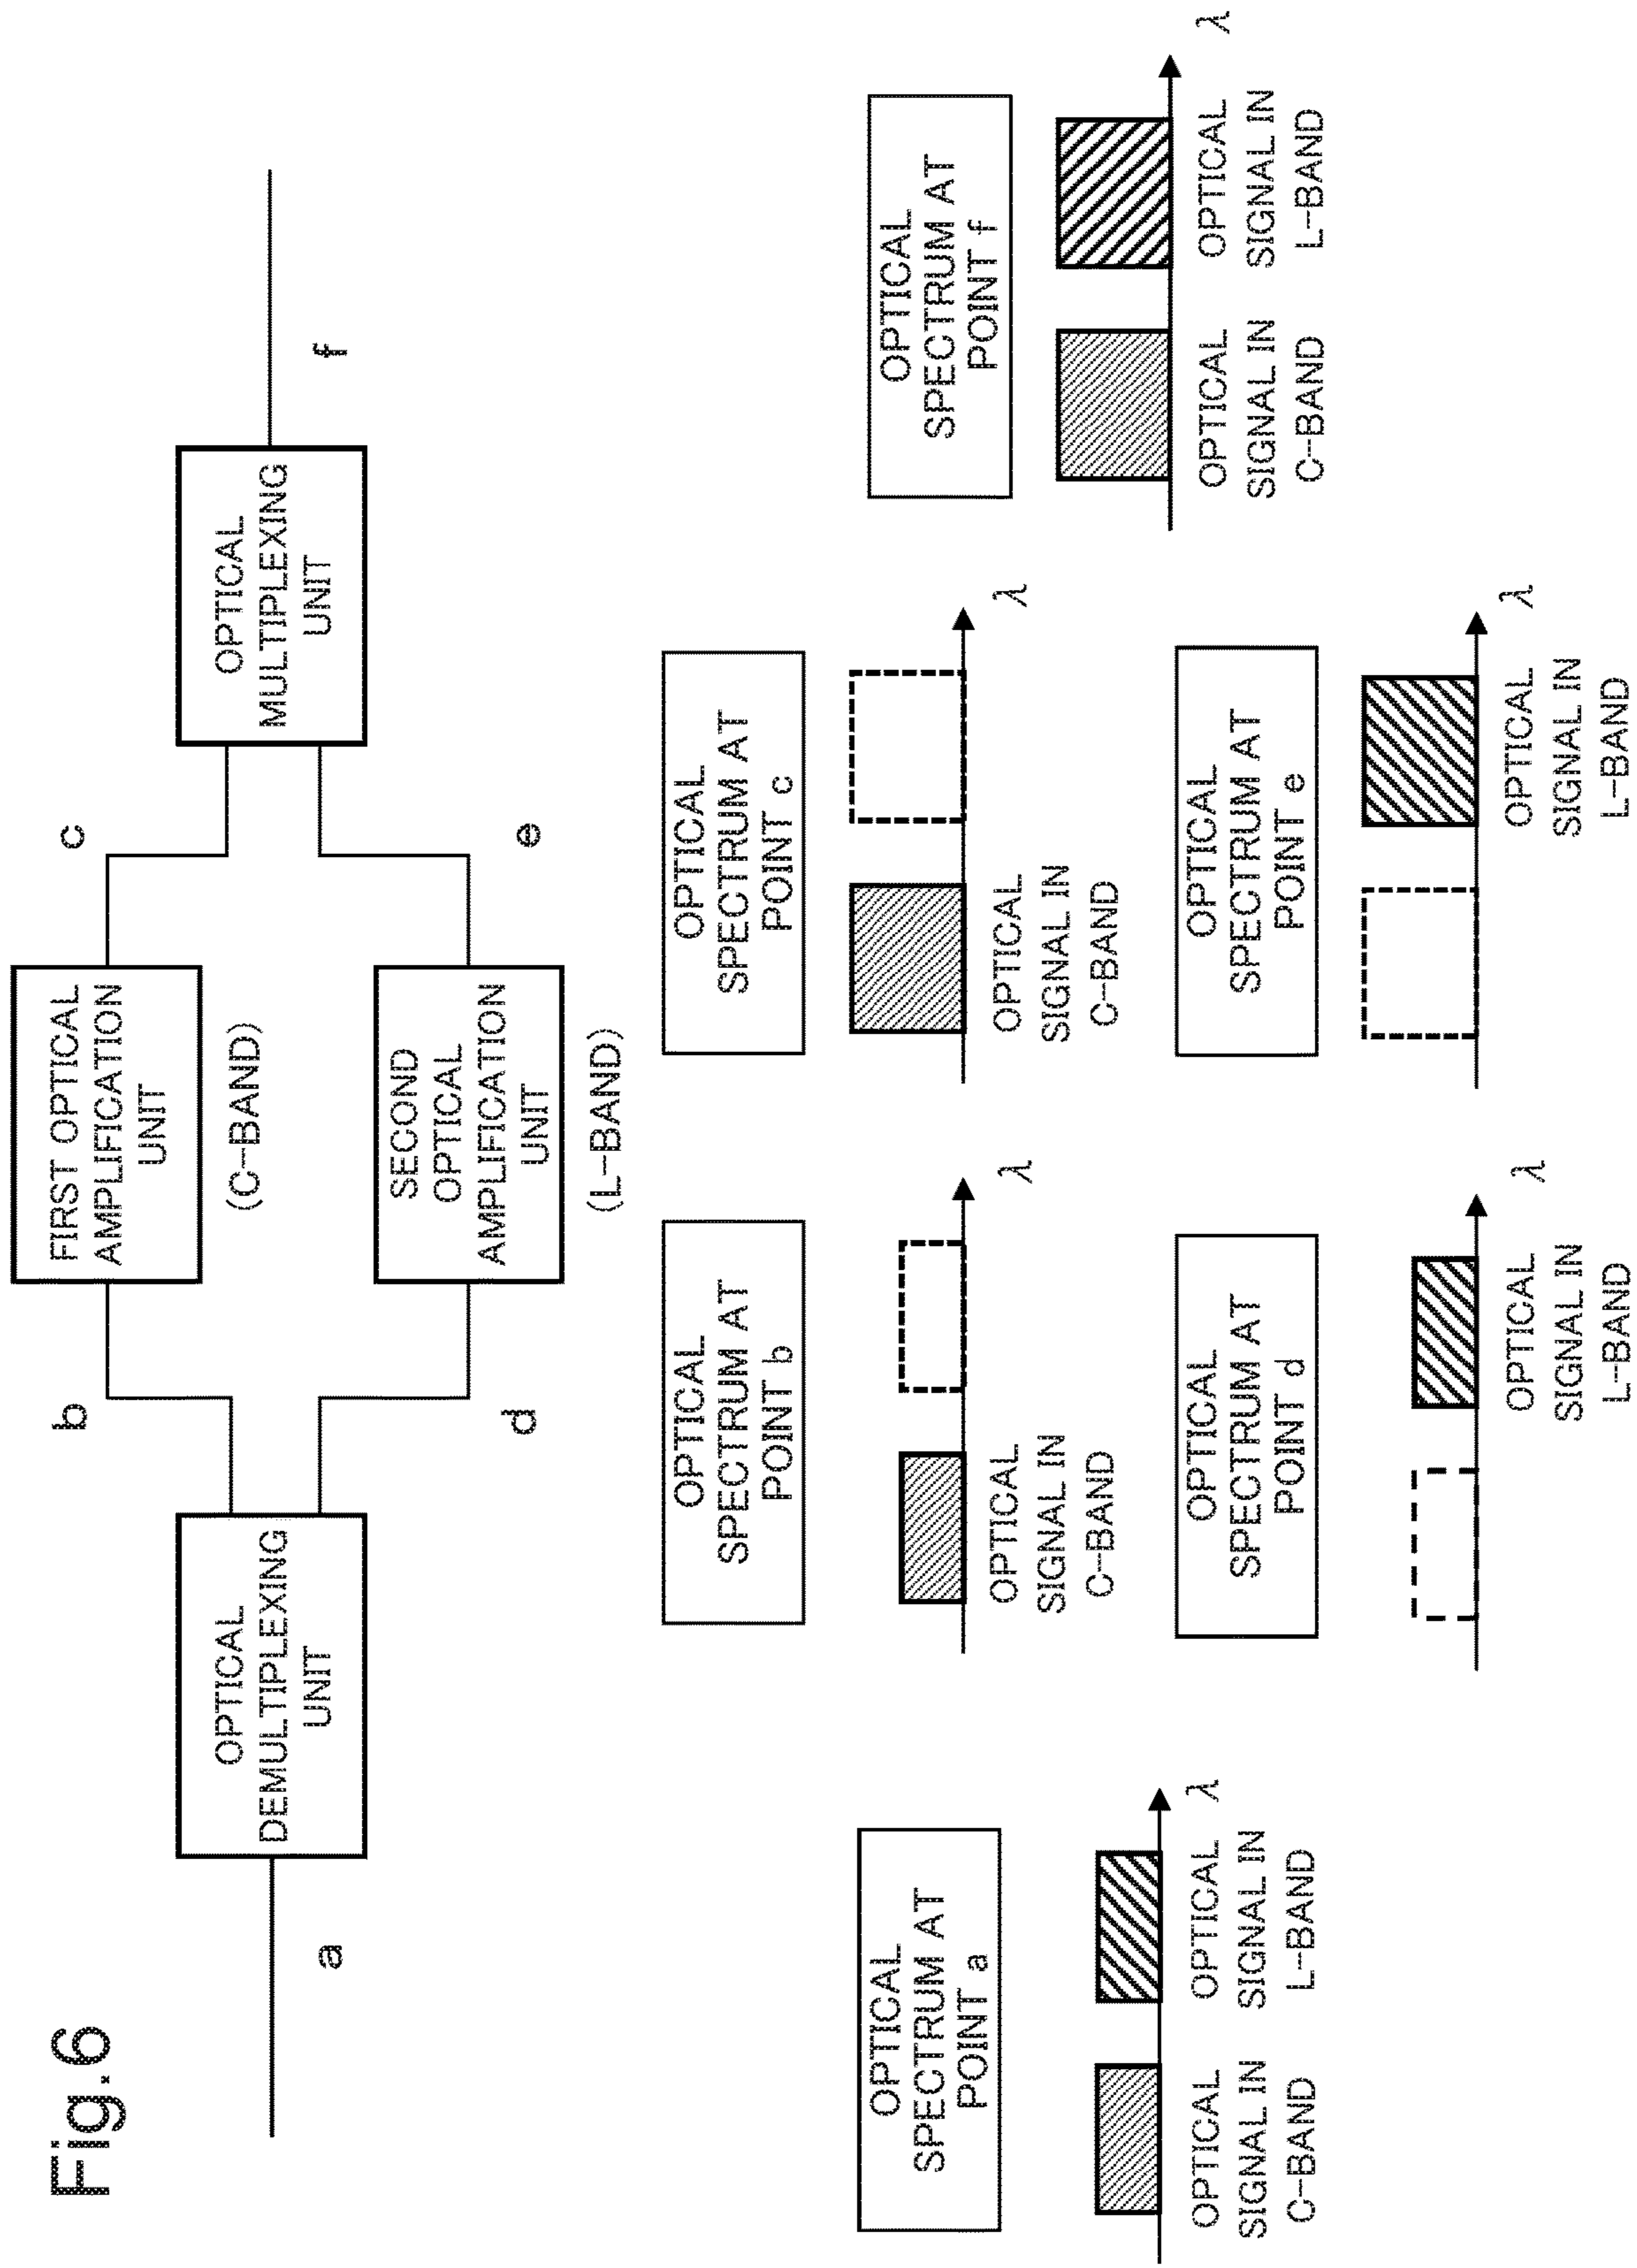 Fig.6
a
OPTICAL
DEMULTIPLEXING
UNIT
b
d
FIRST OPTICAL
AMPLIFICATION
UNIT
(C-BAND)
SECOND
OPTICAL
AMPLIFICATION
UNIT
(L-BAND)
c
e
OPTICAL
MULTIPLEXING
UNIT
f
OPTICAL
SPECTRUM AT
POINT a
OPTICAL
SIGNAL IN
C-BAND
OPTICAL
SIGNAL IN
L-BAND
λ
OPTICAL
SPECTRUM AT
POINT b
OPTICAL
SIGNAL IN
C-BAND
λ
OPTICAL
SPECTRUM AT
POINT c
OPTICAL
SIGNAL IN
C-BAND
λ
OPTICAL
SPECTRUM AT
POINT d
OPTICAL
SIGNAL IN
L-BAND
λ
OPTICAL
SPECTRUM AT
POINT e
OPTICAL
SIGNAL IN
L-BAND
λ
OPTICAL
SPECTRUM AT
POINT f
OPTICAL
SIGNAL IN
C-BAND
OPTICAL
SIGNAL IN
L-BAND
λ